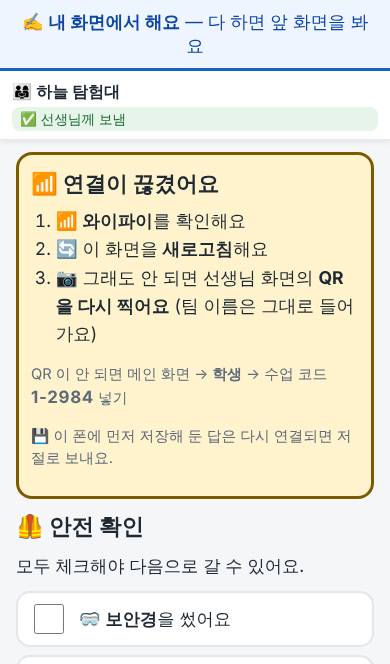 ✍️ 내 화면에서 해요 — 다 하면 앞 화면을 봐
요
👨‍👩‍👧 하늘 탐험대
✅ 선생님께 보냄
📶 연결이 끊겼어요
1. 📶 와이파이를 확인해요
2. 🔄 이 화면을 새로고침해요
3. 📷 그래도 안 되면 선생님 화면의 QR
을 다시 찍어요 (팀 이름은 그대로 들어
가요)
QR 이 안 되면 메인 화면 → 학생 → 수업 코드
1-2984 넣기
💾 이 폰에 먼저 저장해 둔 답은 다시 연결되면 저
절로 보내요.
🦺 안전 확인
모두 체크해야 다음으로 갈 수 있어요.
🥽 보안경을 썼어요